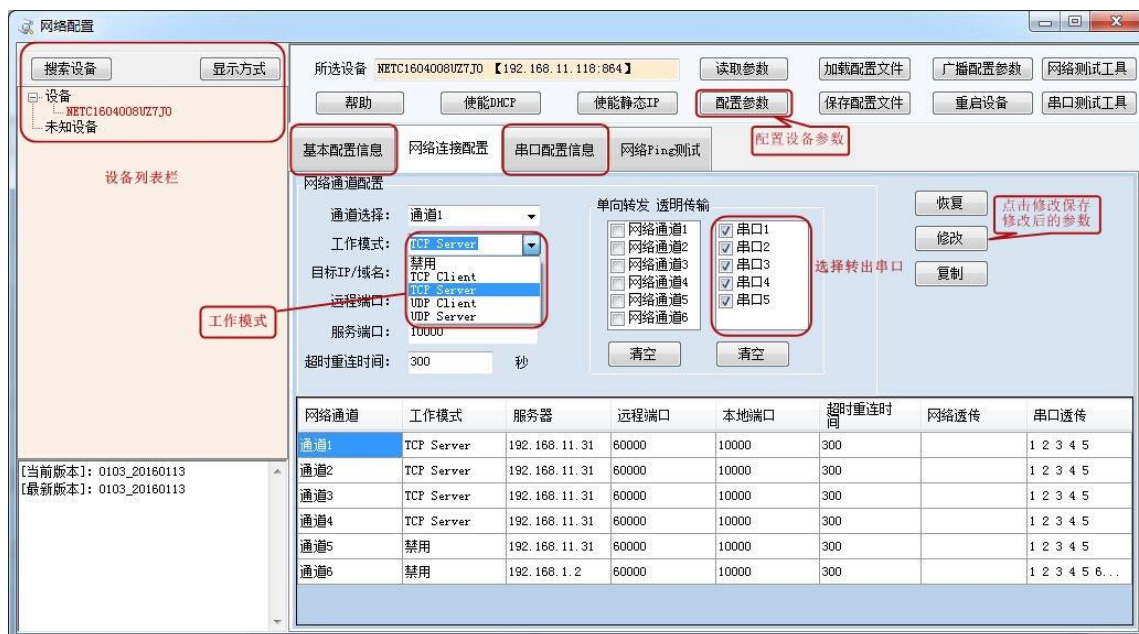 网络配置
搜索设备 显示方式
设备
NETC1604008UZ7J0
未知设备
设备列表栏
所选设备 NETC1604008UZ7J0 【192.168.11.118:864】 读取参数 加载配置文件 广播配置参数 网络测试工具
帮助 使能DHCP 使能静态IP 配置参数 保存配置文件 重启设备 串口测试工具
配置设备参数
基本配置信息 网络连接配置 串口配置信息 网络Ping测试
网络通道配置
通道选择: 通道1
工作模式: TCP Server
禁用
TCP Client
TCP Server
UDP Client
UDP Server
目标IP/域名:
远程端口:
服务端口: 10000
超时重连时间: 300 秒
工作模式
单向转发 透明传输
网络通道1 串口1
网络通道2 串口2
网络通道3 串口3
网络通道4 串口4
网络通道5 串口5
网络通道6
清空 清空
选择转出串口
恢复
修改
复制
点击修改保存
修改后的参数
网络通道 工作模式 服务器 远程端口 本地端口 超时重连时间 网络透传 串口透传
通道1 TCP Server 192.168.11.31 60000 10000 300 1 2 3 4 5
通道2 TCP Server 192.168.11.31 60000 10000 300 1 2 3 4 5
通道3 TCP Server 192.168.11.31 60000 10000 300 1 2 3 4 5
通道4 TCP Server 192.168.11.31 60000 10000 300 1 2 3 4 5
通道5 禁用 192.168.11.31 60000 10000 300 1 2 3 4 5
通道6 禁用 192.168.1.2 60000 10000 300 1 2 3 4 5 6...
[当前版本]: 0103_20160113
[最新版本]: 0103_20160113